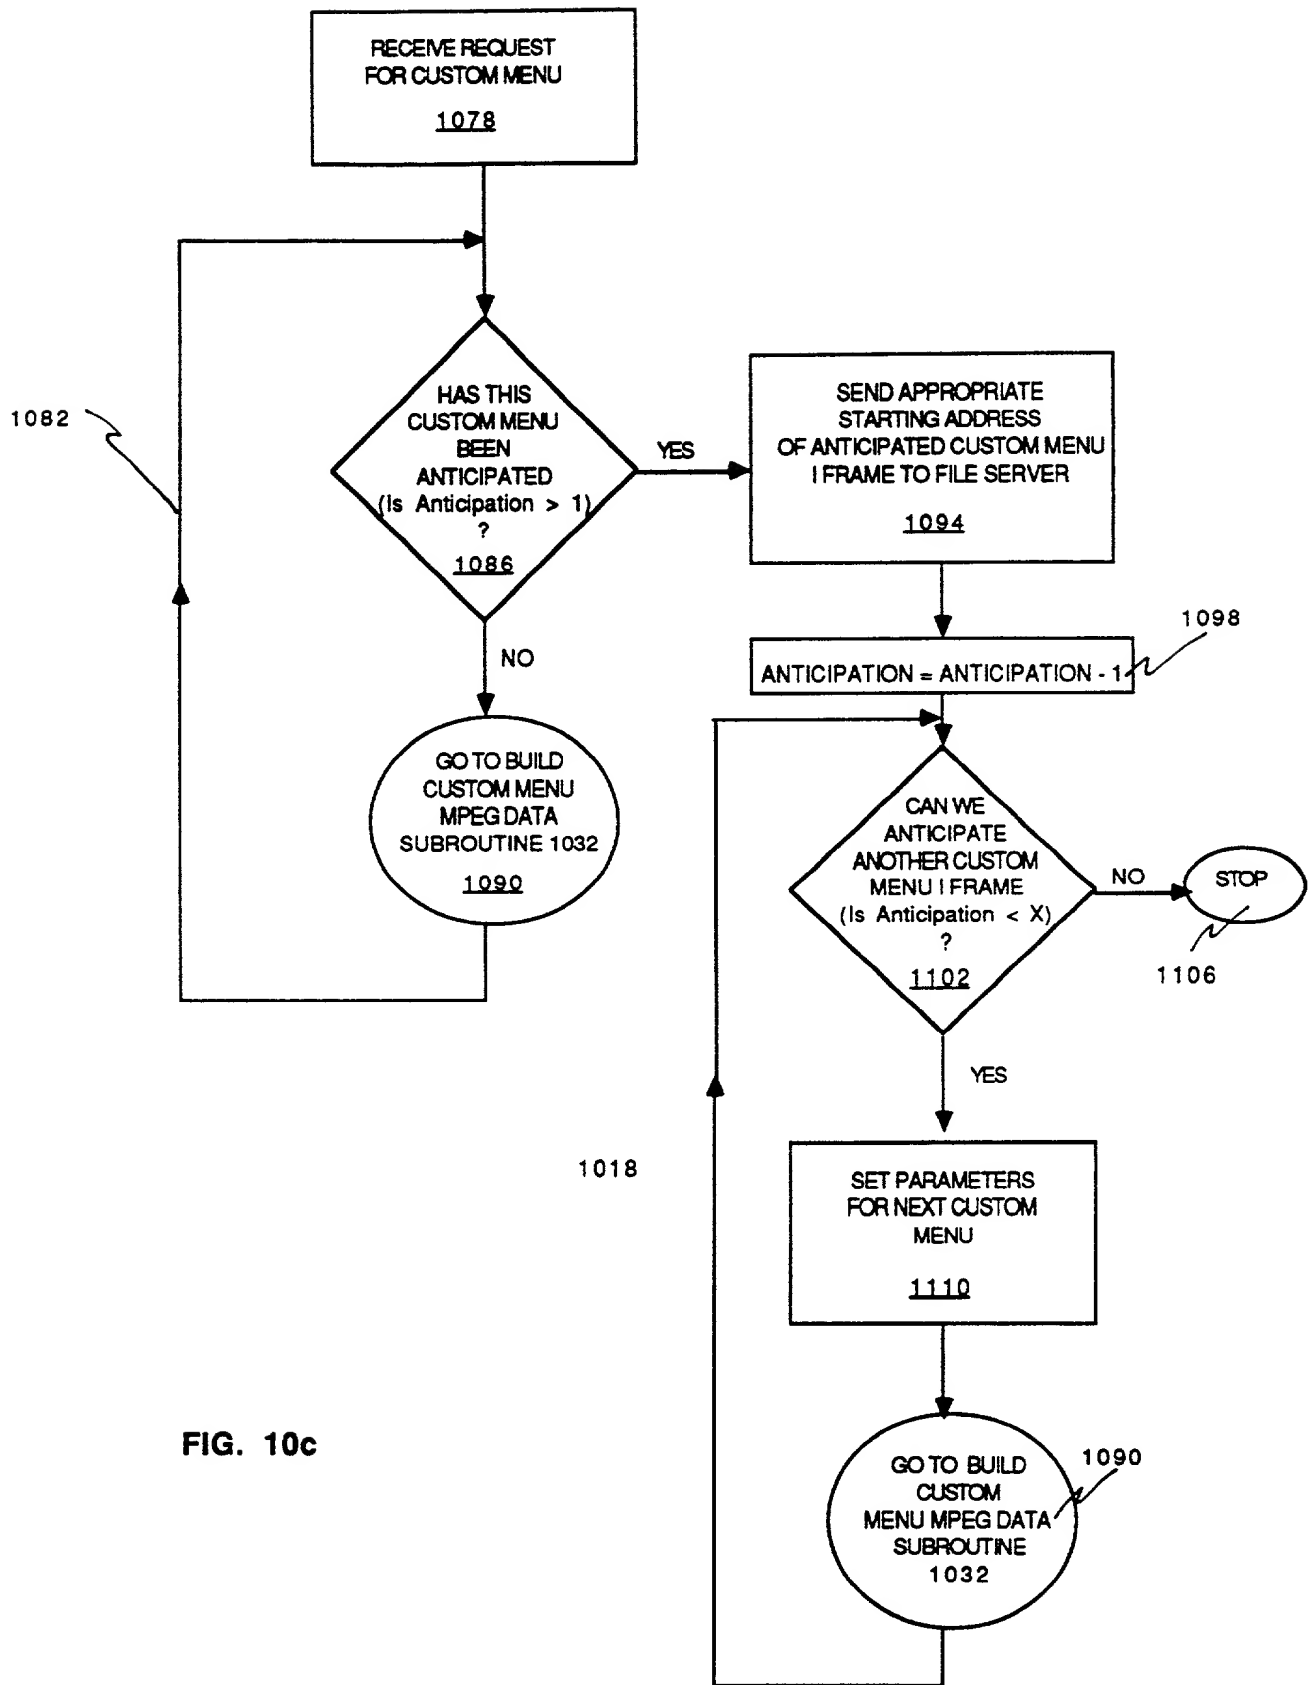 RECEIVE REQUEST
FOR CUSTOM MENU
1078
1082
HAS THIS
CUSTOM MENU
BEEN
ANTICIPATED
(Is Anticipation > 1)
?
1086
YES
NO
SEND APPROPRIATE
STARTING ADDRESS
OF ANTICIPATED CUSTOM MENU
I FRAME TO FILE SERVER
1094
1098
ANTICIPATION = ANTICIPATION - 1
GO TO BUILD
CUSTOM MENU
MPEG DATA
SUBROUTINE 1032
1090
CAN WE
ANTICIPATE
ANOTHER CUSTOM
MENU I FRAME
(Is Anticipation < X)
?
1102
NO
STOP
1106
YES
1018
SET PARAMETERS
FOR NEXT CUSTOM
MENU
1110
FIG. 10c
GO TO BUILD
CUSTOM
MENU MPEG DATA
SUBROUTINE
1032
1090